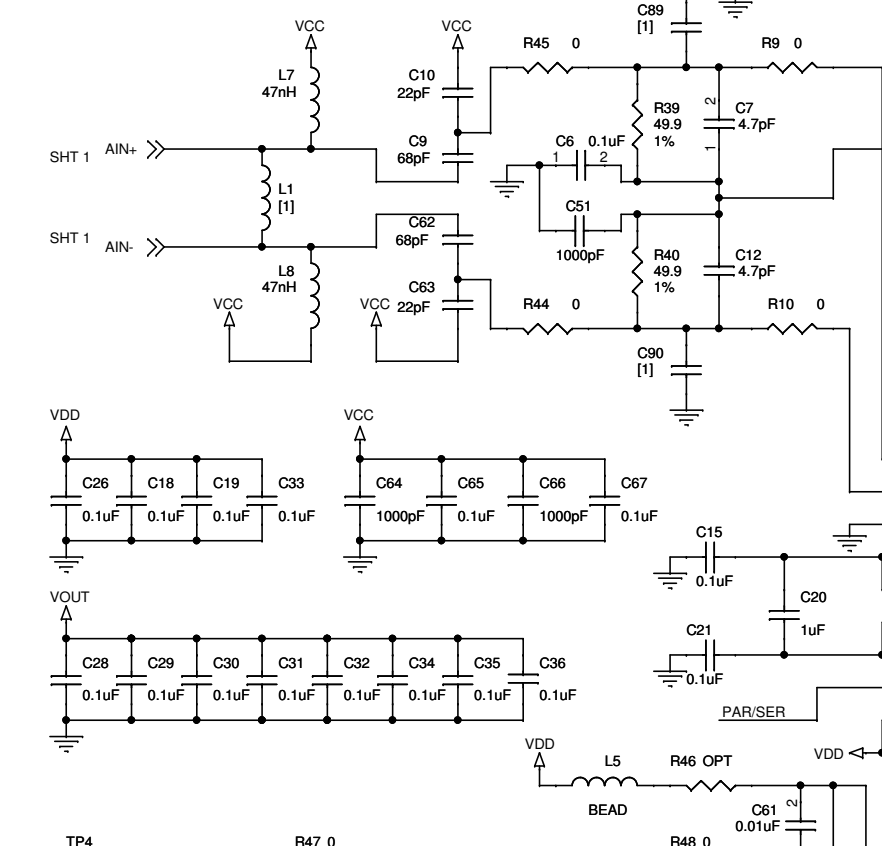 C89
[1]
VCC
VCC
R45 0
R9 0
L7
47nH
C10
22pF
R39
49.9
1%
2
C7
4.7pF
1
SHT 1 AIN+
C9
68pF
C6 0.1uF
1 2
L1
[1]
C51
1000pF
SHT 1 AIN-
C62
68pF
L8
47nH
R40
49.9
1%
C12
4.7pF
VCC
VCC
C63
22pF
R44 0
R10 0
C90
[1]
VDD
VCC
C26
0.1uF
C18
0.1uF
C19
0.1uF
C33
0.1uF
C64
1000pF
C65
0.1uF
C66
1000pF
C67
0.1uF
C15
0.1uF
C20
1uF
C21
0.1uF
VOUT
C28
0.1uF
C29
0.1uF
C30
0.1uF
C31
0.1uF
C32
0.1uF
C34
0.1uF
C35
0.1uF
C36
0.1uF
PAR/SER
VDD
VDD
L5
BEAD
R46 OPT
C61
0.01uF
2
TP4
R47 0
R48 0